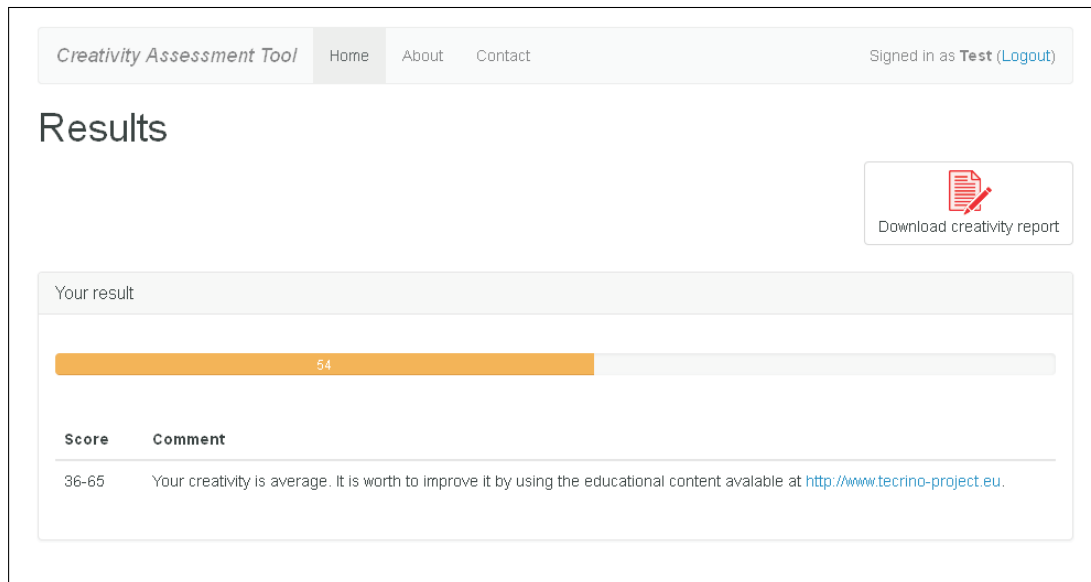 Creativity Assessment Tool Home About Contact Signed in as Test (Logout)
Results
Download creativity report
Your result
54
Score Comment
36-65 Your creativity is average. It is worth to improve it by using the educational content avalable at http://www.tecrino-project.eu.